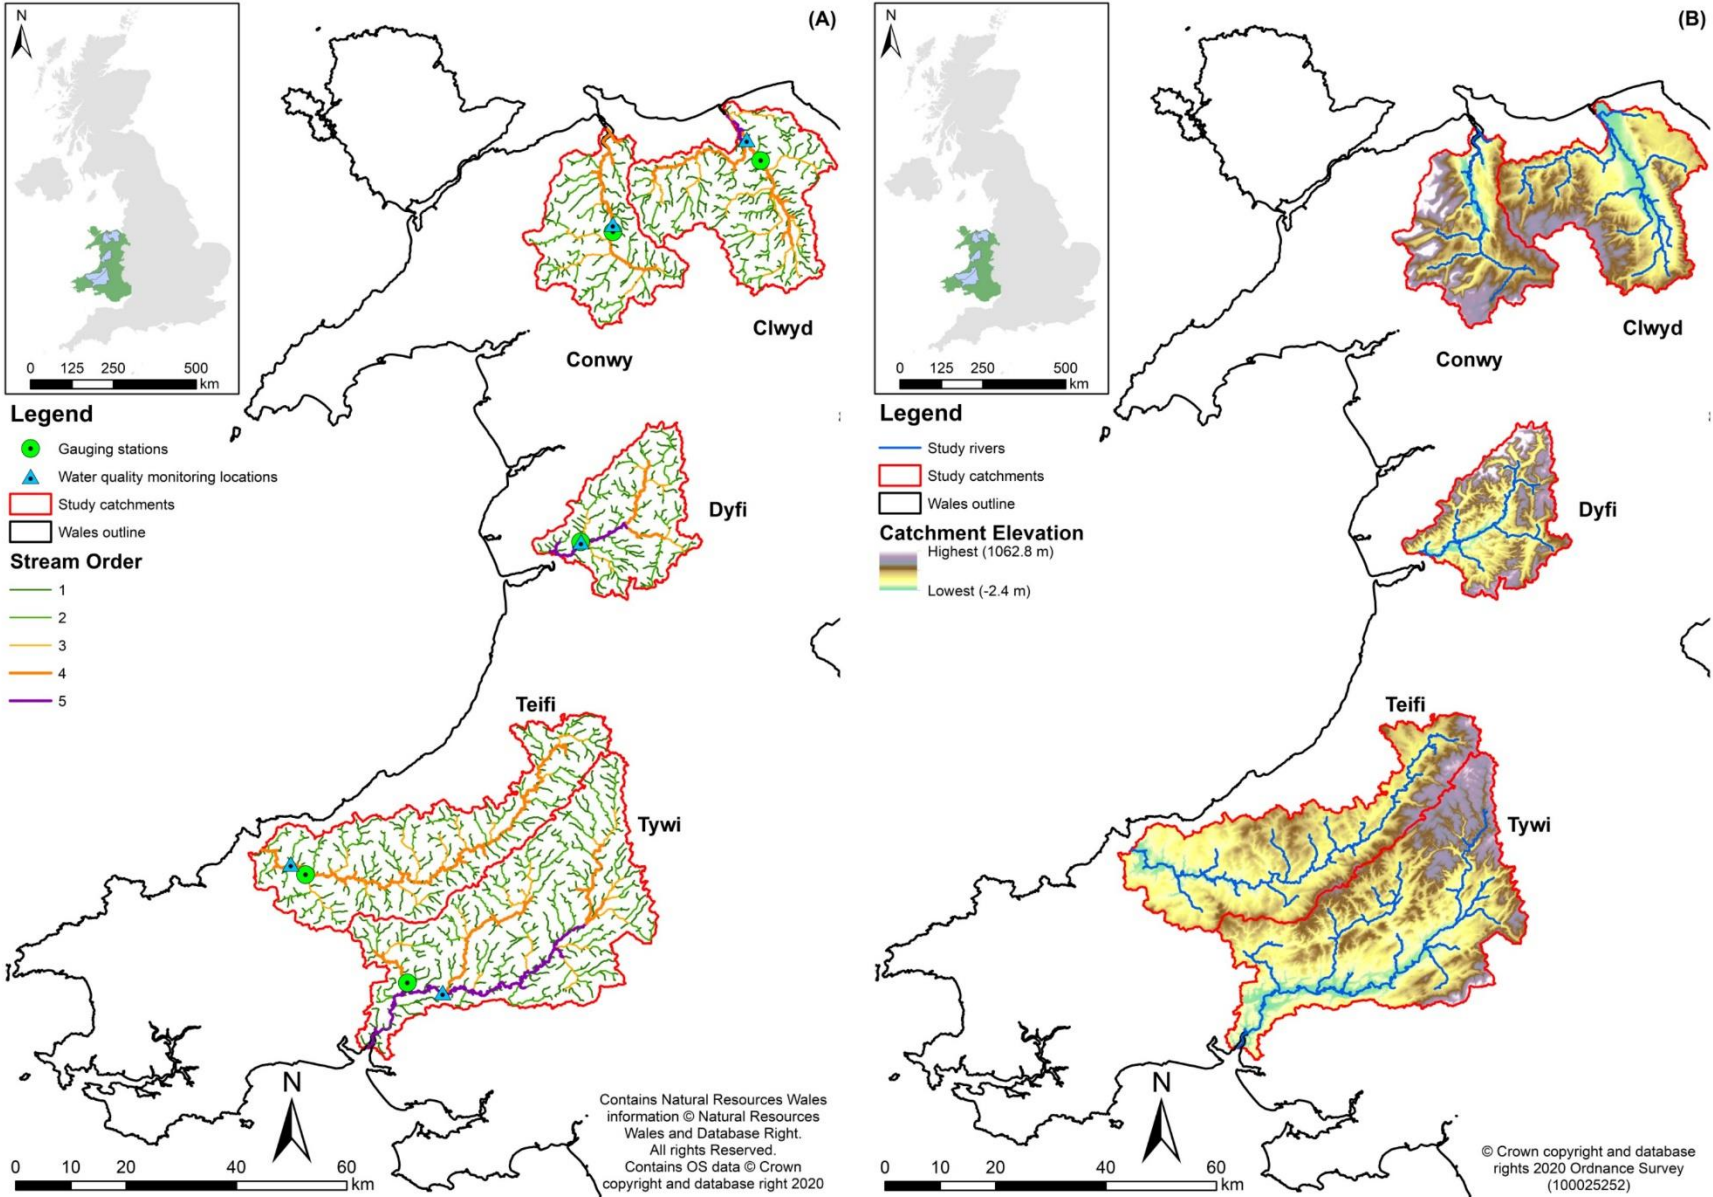 N
(A)
0 125 250 500
km
Clwyd
Conwy
Legend
Gauging stations
Water quality monitoring locations
Study catchments
Wales outline
Stream Order
1
2
3
4
5
Dyfi
Teifi
Tywi
N
0 10 20 40 60
km
Contains Natural Resources Wales
information © Natural Resources
Wales and Database Right.
All rights Reserved.
Contains OS data © Crown
copyright and database right 2020
N
(B)
0 125 250 500
km
Clwyd
Conwy
Legend
Study rivers
Study catchments
Wales outline
Catchment Elevation
Highest (1062.8 m)
Lowest (-2.4 m)
Dyfi
Teifi
Tywi
N
0 10 20 40 60
km
© Crown copyright and database
rights 2020 Ordnance Survey
(100025252)